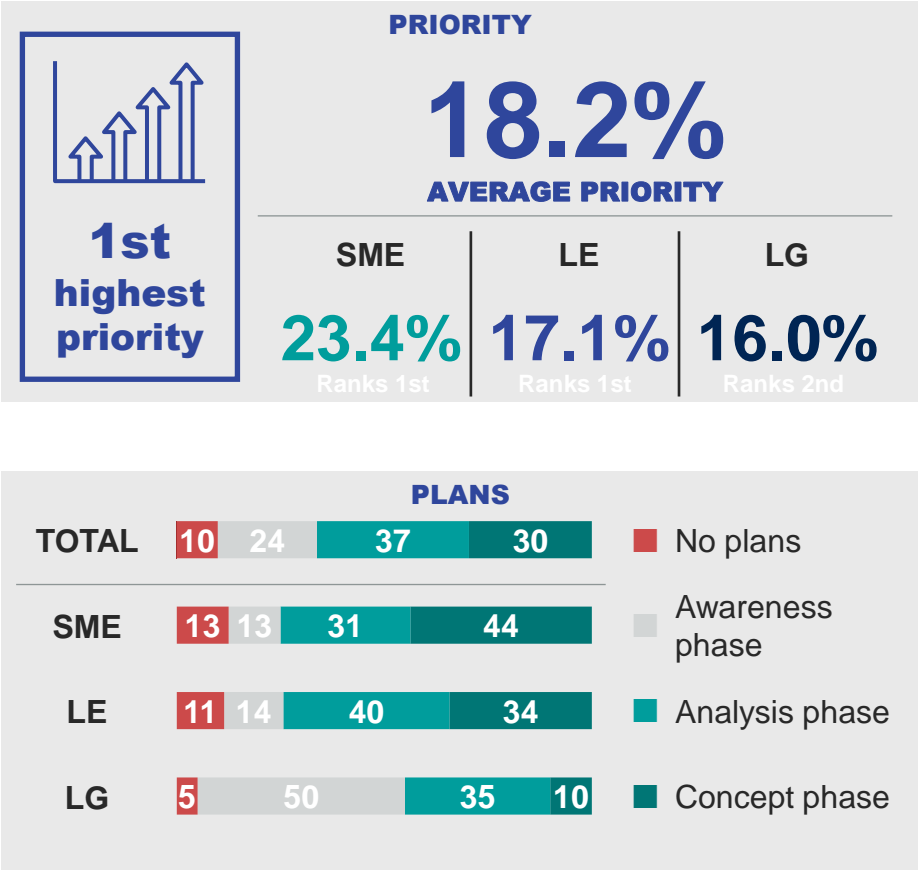 PRIORITY
1st
highest
priority
18.2%
AVERAGE PRIORITY
SME LE LG
23.4% 17.1% 16.0%
Ranks 1st Ranks 1st Ranks 2nd
PLANS
TOTAL 10 24 37 30
No plans
SME 13 13 31 44
Awareness
phase
LE 11 14 40 34
Analysis phase
LG 5 50 35 10
Concept phase